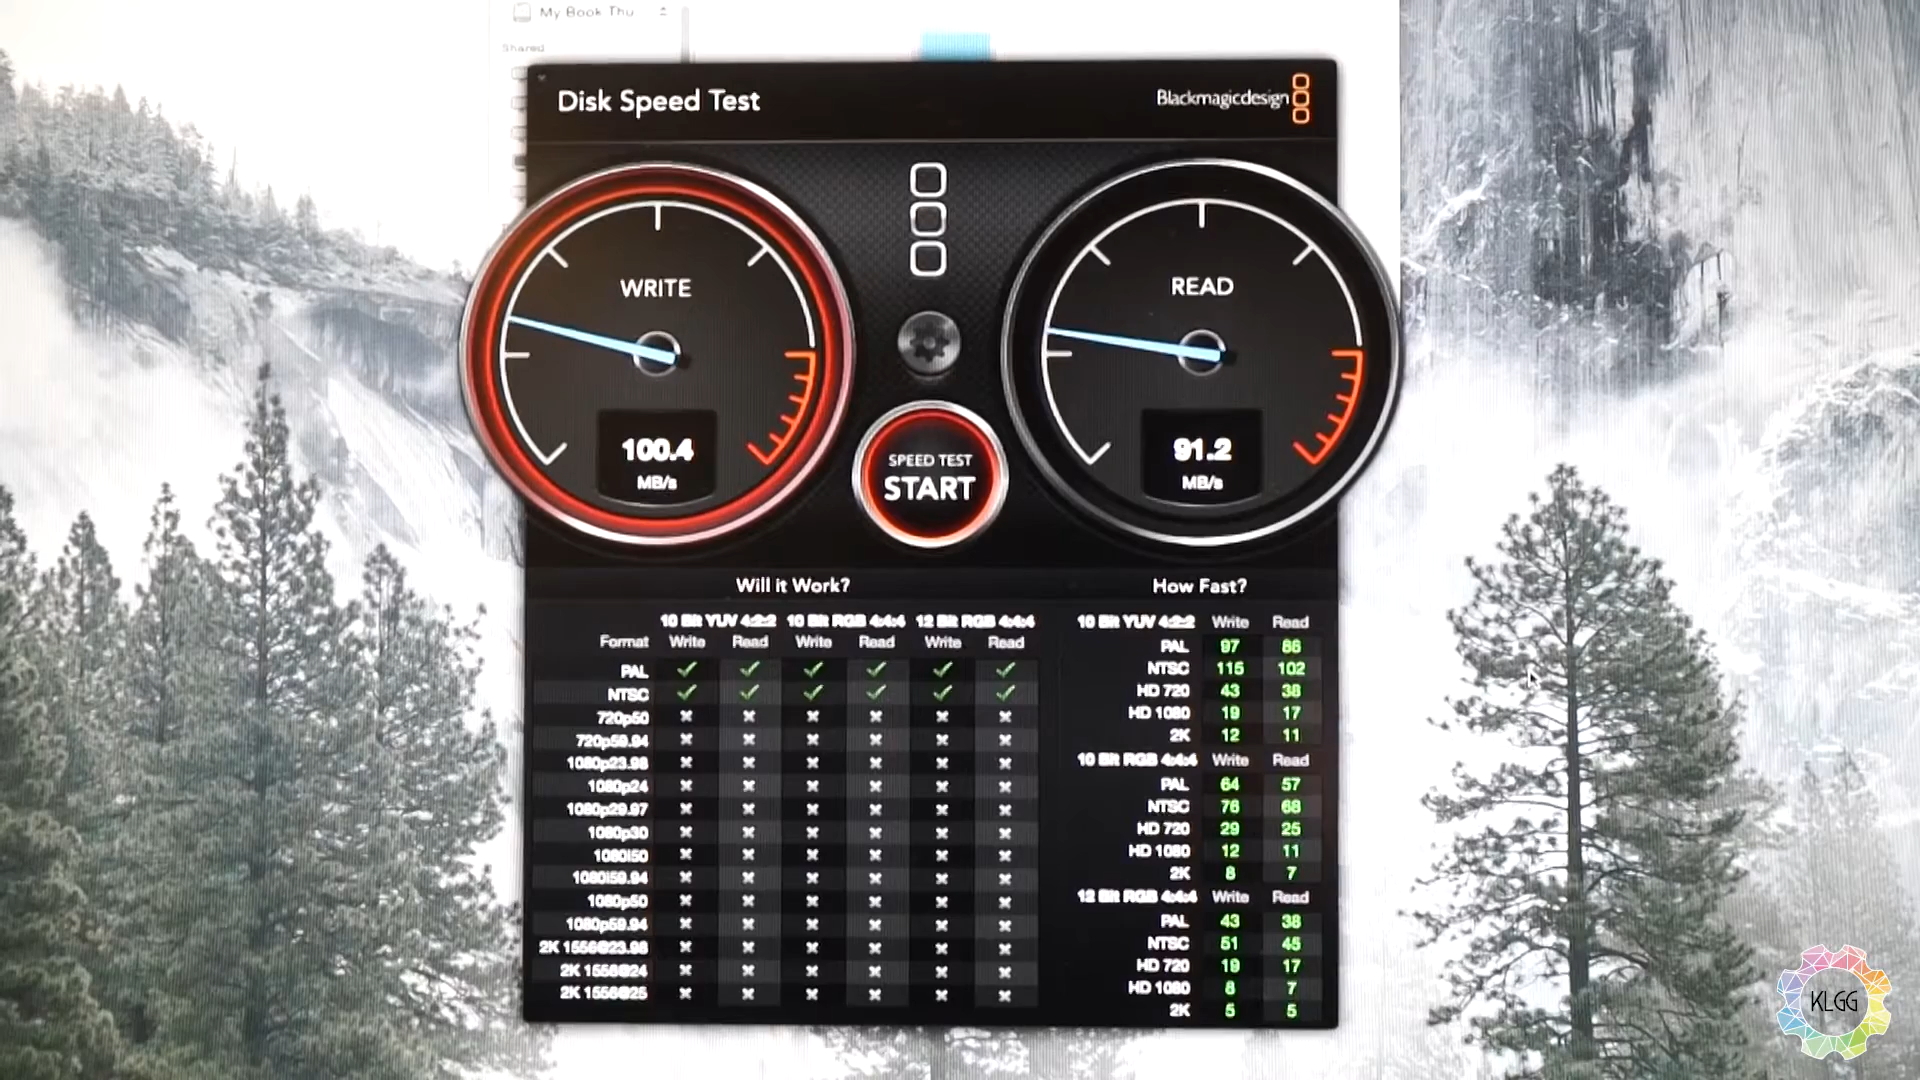 My Book Thu
Shared
Disk Speed Test
Blackmagicdesign
WRITE
READ
100.4
MB/s
SPEED TEST
START
91.2
MB/s
Will it Work?
How Fast?
10 Bit YUV 4:2:2 10 Bit RGB 4:4:4 12 Bit RGB 4:4:4
Format Write Read Write Read Write Read
PAL
NTSC
720p50
720p59.94
1080p23.98
1080p24
1080p29.97
1080p30
1080i50
1080i59.94
1080p50
1080p59.94
2K 1556@23.98
2K 1556@24
2K 1556@25
10 Bit YUV 4:2:2 Write Read
PAL 97 86
NTSC 115 102
HD 720 43 38
HD 1080 19 17
2K 12 11
10 Bit RGB 4:4:4 Write Read
PAL 64 57
NTSC 76 68
HD 720 29 25
HD 1080 12 11
2K 8 7
12 Bit RGB 4:4:4 Write Read
PAL 43 38
NTSC 51 45
HD 720 19 17
HD 1080 8 7
2K 5 5
KLGG